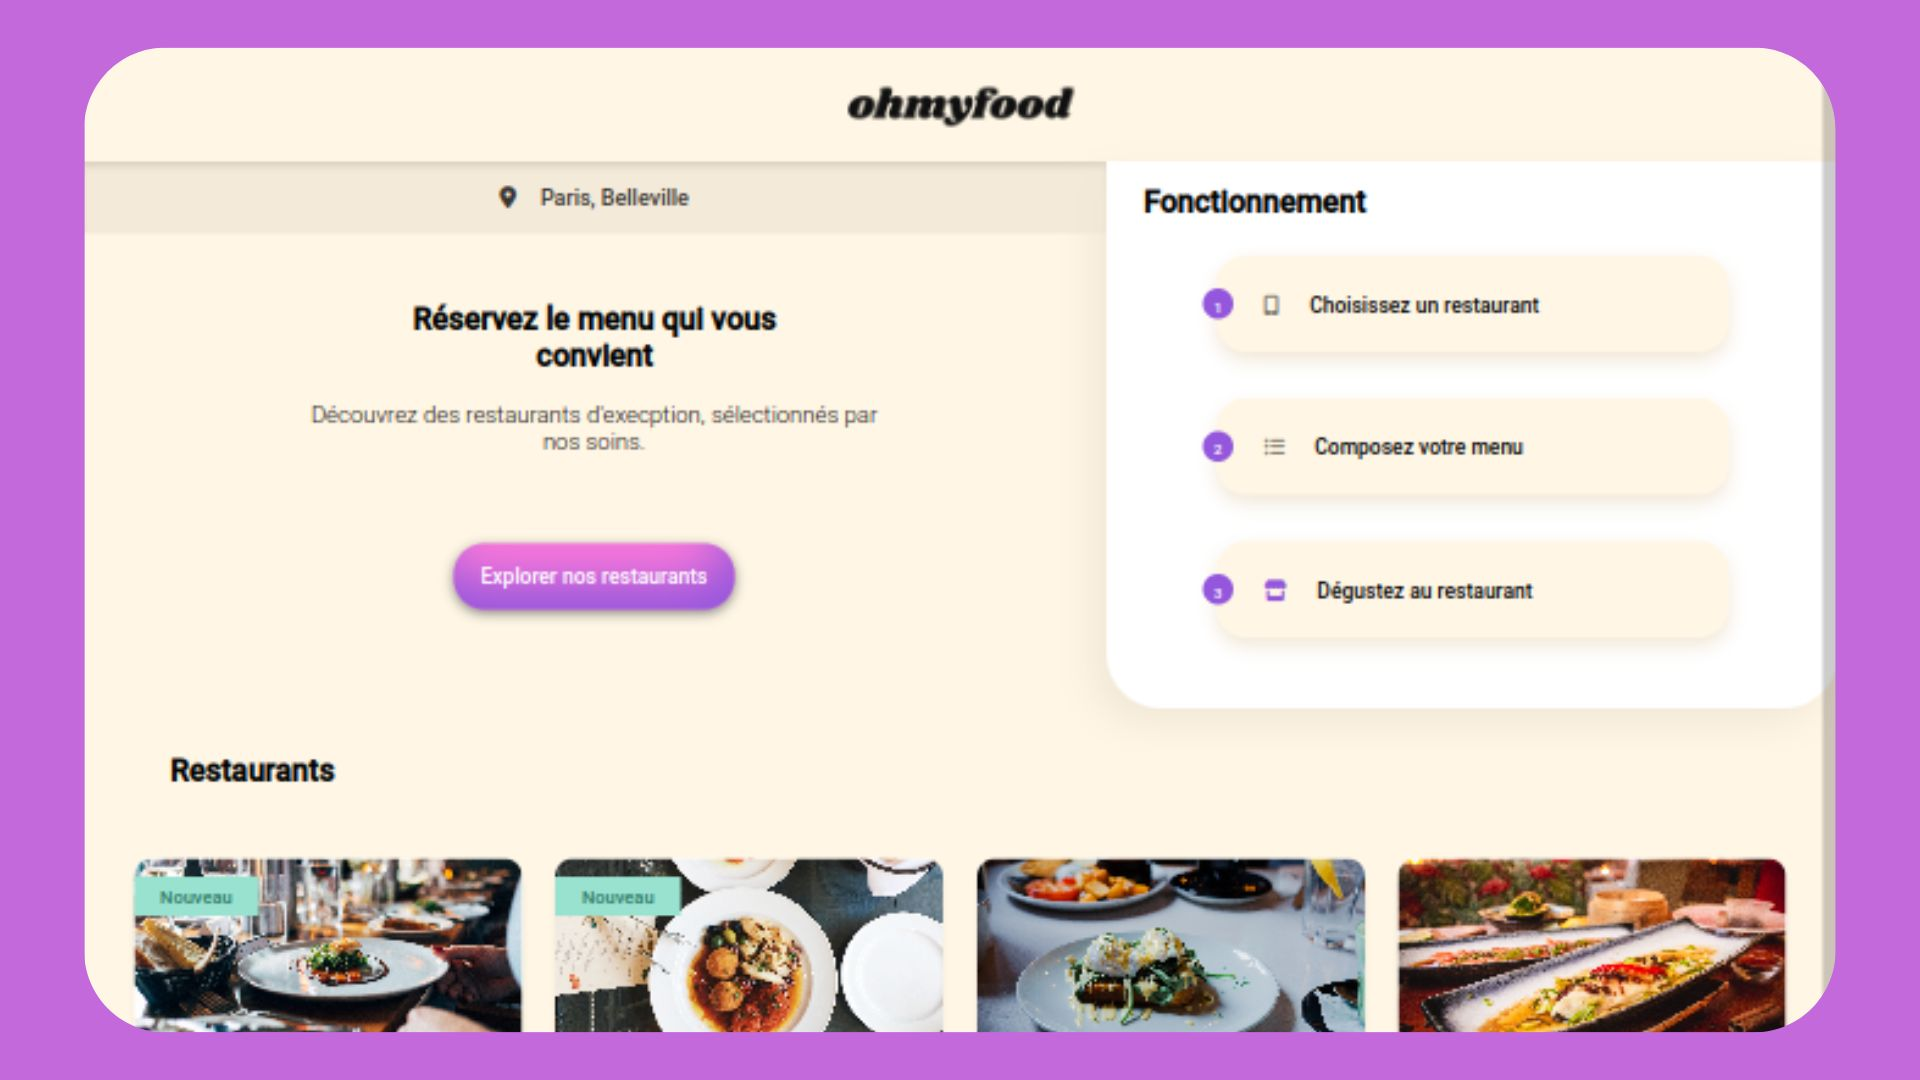 ohmyfood
Paris, Belleville
Réservez le menu qui vous
convient
Découvrez des restaurants d'execption, sélectionnés par
nos soins.
Explorer nos restaurants
Fonctionnement
1 Choisissez un restaurant
2 Composez votre menu
3 Dégustez au restaurant
Restaurants
Nouveau
Nouveau